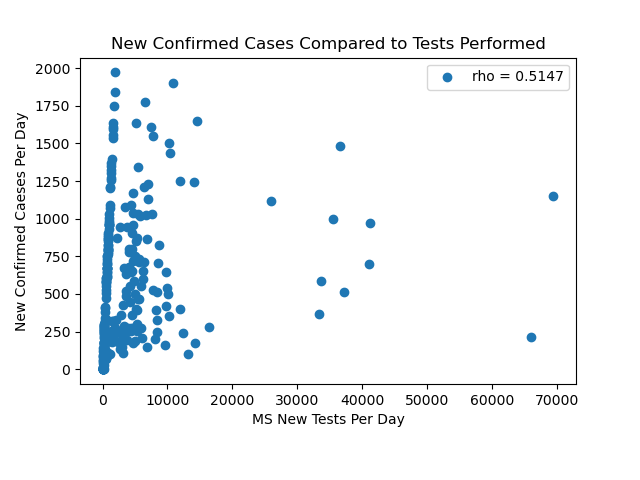 New Confirmed Cases Compared to Tests Performed
rho = 0.5147
New Confirmed Caeses Per Day
2000
1750
1500
1250
1000
750
500
250
0
0 10000 20000 30000 40000 50000 60000 70000
MS New Tests Per Day